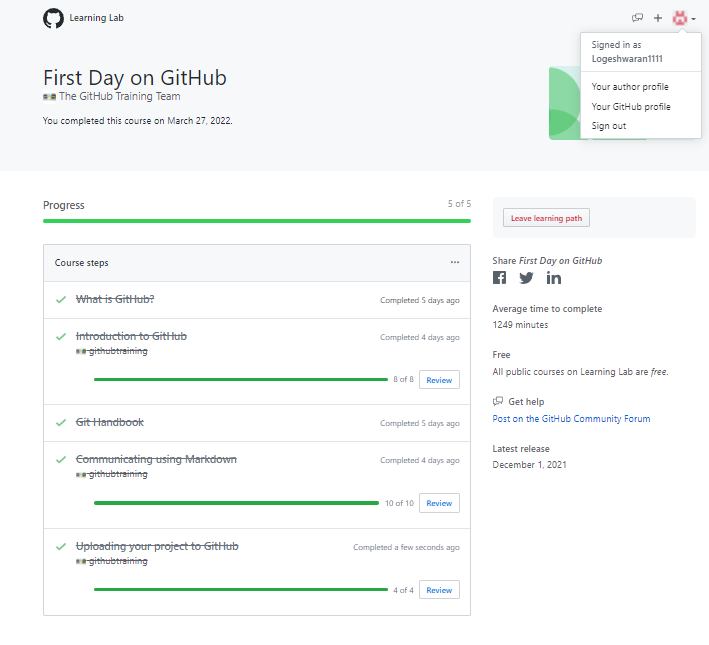 Learning Lab
Signed in as
Logeshwaran1111
Your author profile
Your GitHub profile
Sign out
First Day on GitHub
The GitHub Training Team
You completed this course on March 27, 2022.
Progress
5 of 5
Course steps
What is GitHub?
Completed 5 days ago
Introduction to GitHub
Completed 4 days ago
githubtraining
8 of 8
Review
Git Handbook
Completed 5 days ago
Communicating using Markdown
Completed 4 days ago
githubtraining
10 of 10
Review
Uploading your project to GitHub
Completed a few seconds ago
githubtraining
4 of 4
Review
Leave learning path
Share First Day on GitHub
Average time to complete
1249 minutes
Free
All public courses on Learning Lab are free.
Get help
Post on the GitHub Community Forum
Latest release
December 1, 2021